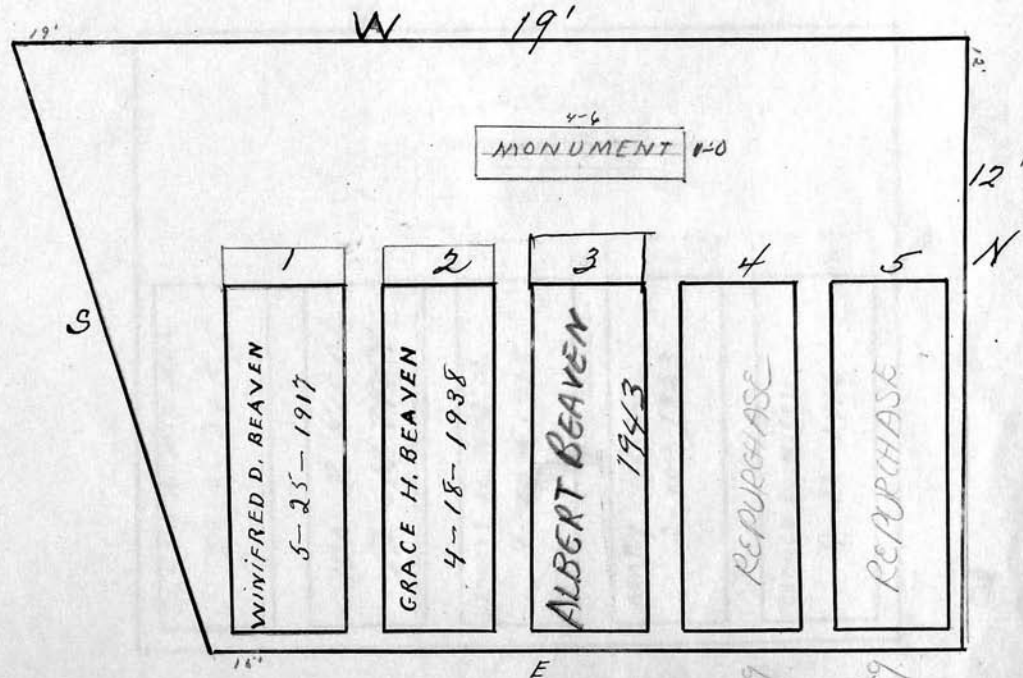 19' W 19'
12'
4-6
MONUMENT 1-0
12'
N
S
1 2 3 4 5
WINIFRED D. BEAVEN
5-25-1917
GRACE H. BEAVEN
4-18-1938
ALBERT BEAVEN
1943
REPURCHASE
REPURCHASE
15' E